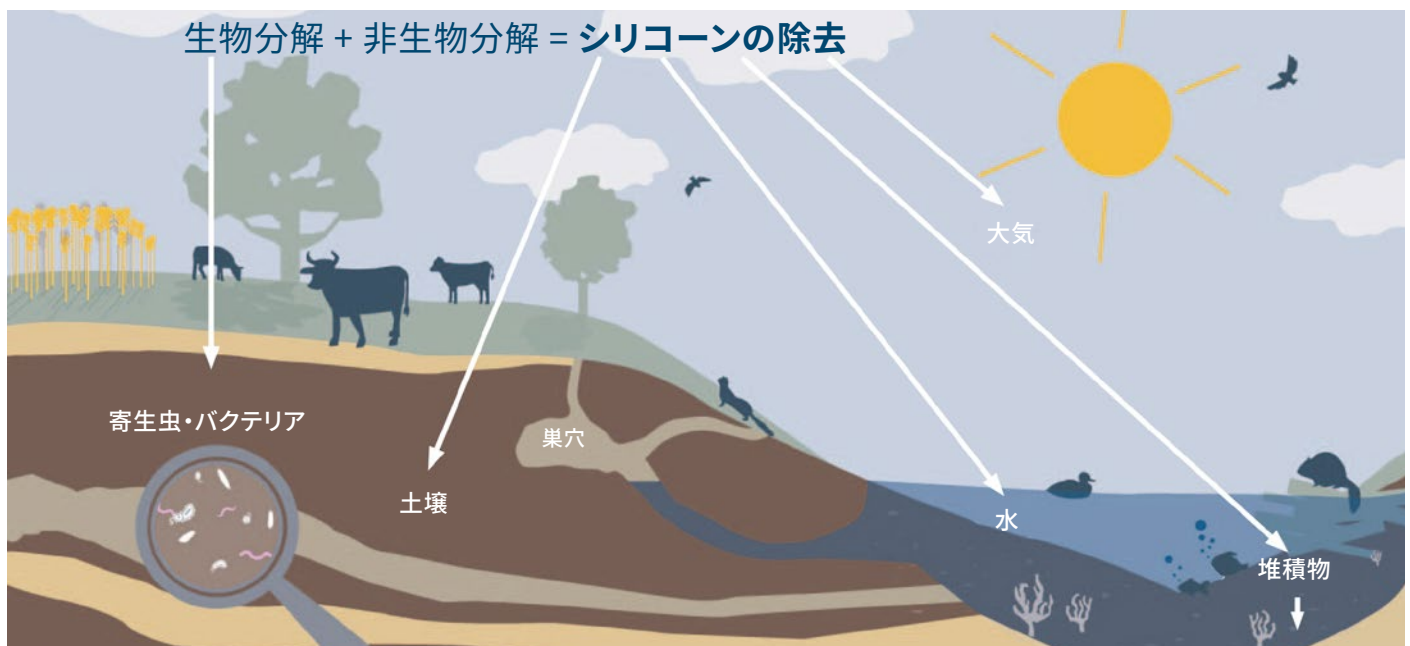 生物分解 + 非生物分解 = シリコーンの除去
大気
寄生虫・バクテリア
巣穴
土壌
水
堆積物